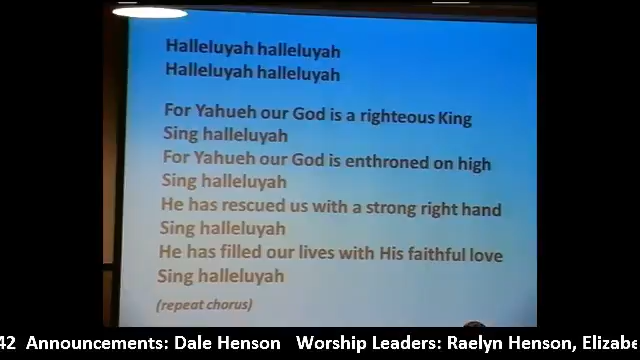 Halleluyah halleluyah
Halleluyah halleluyah
For Yahueh our God is a righteous King
Sing halleluyah
For Yahueh our God is enthroned on high
Sing halleluyah
He has rescued us with a strong right hand
Sing halleluyah
He has filled our lives with His faithful love
Sing halleluyah
(repeat chorus)
42 Announcements: Dale Henson Worship Leaders: Raelyn Henson,